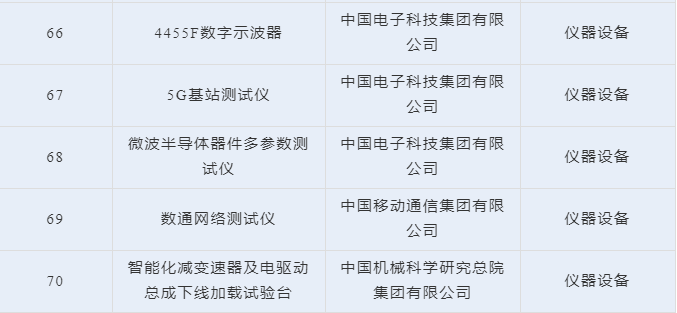 66
4455F数字示波器
中国电子科技集团有限
公司
仪器设备
67
5G基站测试仪
中国电子科技集团有限
公司
仪器设备
68
微波半导体器件多参数测
试仪
中国电子科技集团有限
公司
仪器设备
69
数通网络测试仪
中国移动通信集团有限
公司
仪器设备
70
智能化减变速器及电驱动
总成下线加载试验台
中国机械科学研究总院
集团有限公司
仪器设备